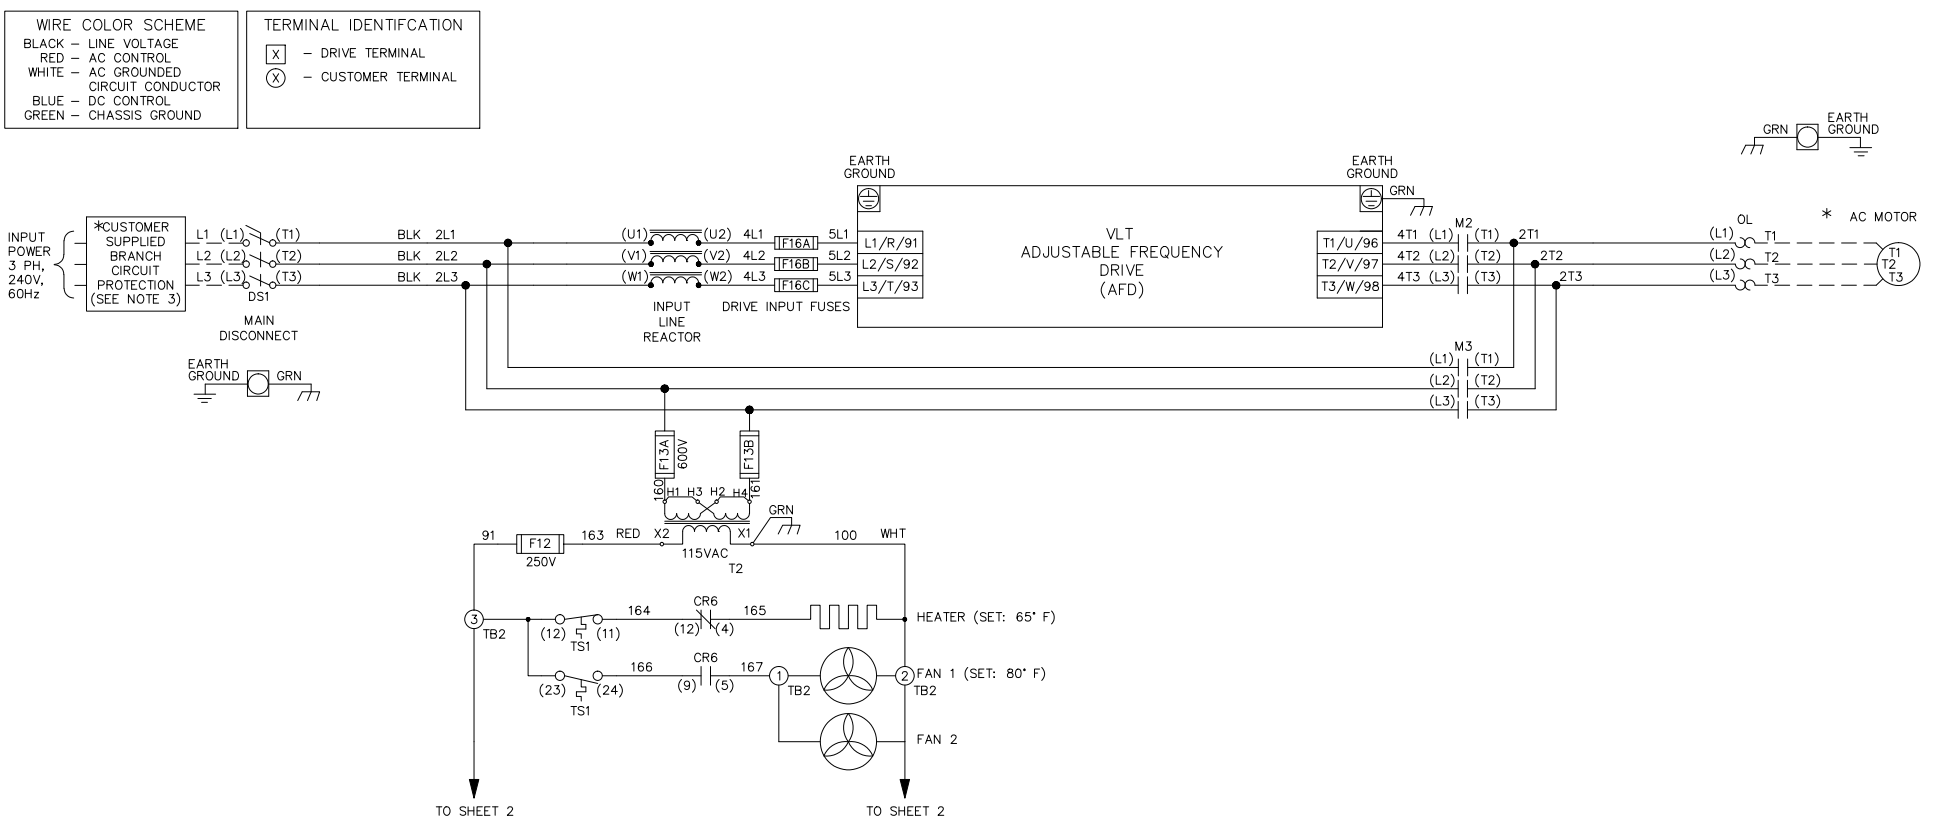 WIRE COLOR SCHEME
BLACK – LINE VOLTAGE
RED – AC CONTROL
WHITE – AC GROUNDED
CIRCUIT CONDUCTOR
BLUE – DC CONTROL
GREEN – CHASSIS GROUND
TERMINAL IDENTIFCATION
X – DRIVE TERMINAL
X – CUSTOMER TERMINAL
GRN
EARTH
GROUND
INPUT
POWER
3 PH,
240V,
60Hz
*CUSTOMER
SUPPLIED
BRANCH
CIRCUIT
PROTECTION
(SEE NOTE 3)
L1 (L1) (T1)
L2 (L2) (T2)
L3 (L3) (T3)
DS1
MAIN
DISCONNECT
EARTH
GROUND
GRN
BLK 2L1
BLK 2L2
BLK 2L3
(U1) (U2) 4L1 F16A 5L1
(V1) (V2) 4L2 F16B 5L2
(W1) (W2) 4L3 F16C 5L3
INPUT
LINE
REACTOR
DRIVE INPUT FUSES
EARTH
GROUND
L1/R/91
L2/S/92
L3/T/93
VLT
ADJUSTABLE FREQUENCY
DRIVE
(AFD)
EARTH
GROUND
GRN
T1/U/96
T2/V/97
T3/W/98
M2
4T1 (L1) (T1) 2T1
4T2 (L2) (T2) 2T2
4T3 (L3) (T3) 2T3
OL
(L1) T1
(L2) T2
(L3) T3
* AC MOTOR
T1
T2
T3
M3
(L1) (T1)
(L2) (T2)
(L3) (T3)
F13A
600V
F13B
160
161
H1 H3 H2 H4
GRN
91
F12
250V
163 RED X2
X1
115VAC
T2
100 WHT
3
TB2
(12) (11)
TS1
164
CR6
(12) (4)
165
HEATER (SET: 65° F)
(23) (24)
TS1
166
CR6
(9) (5)
167
1
TB2
2
TB2
FAN 1 (SET: 80° F)
FAN 2
TO SHEET 2
TO SHEET 2